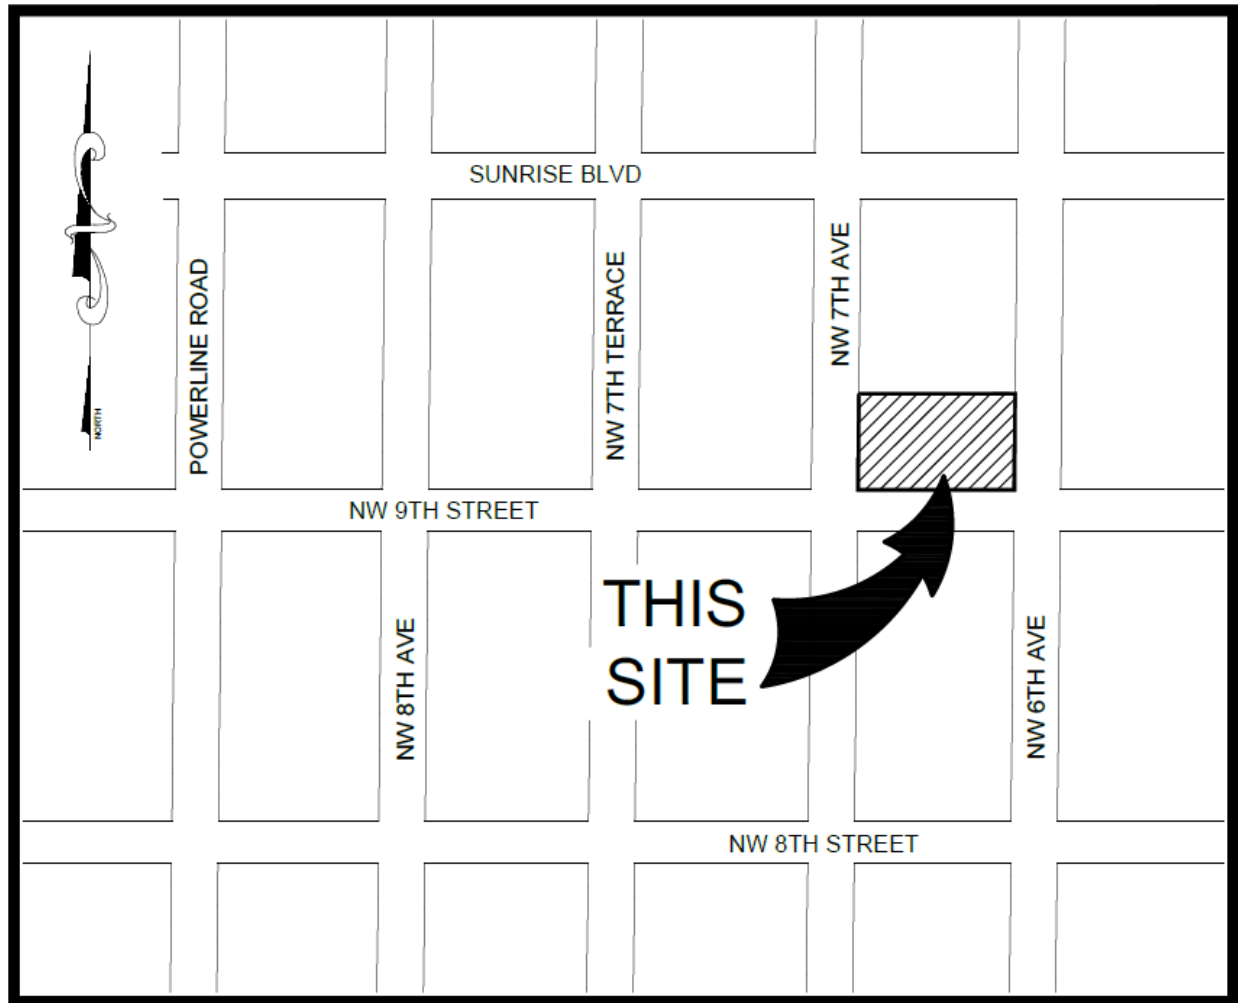 SUNRISE BLVD
POWERLINE ROAD
NW 7TH TERRACE
NW 7TH AVE
NORTH
NW 9TH STREET
THIS
SITE
NW 8TH AVE
NW 6TH AVE
NW 8TH STREET